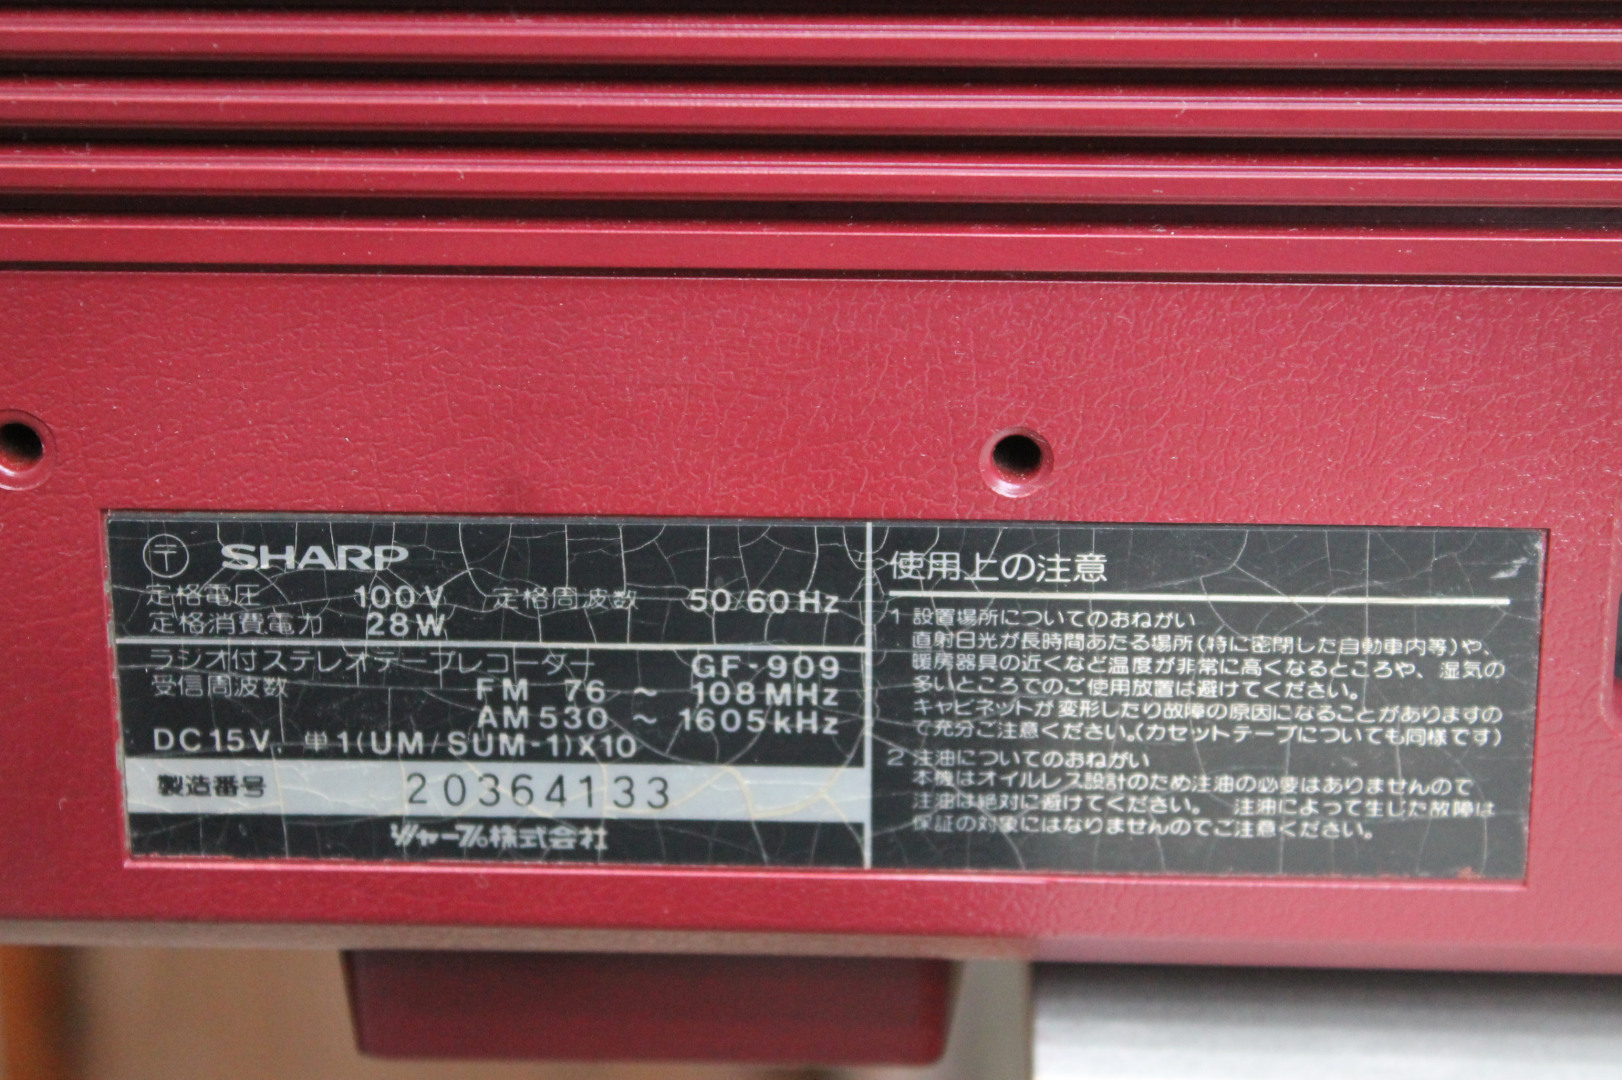 〒 SHARP
定格電圧 100V 定格周波数 50/60Hz
定格消費電力 28W
ラジオ付ステレオテープレコーダー GF-909
受信周波数 FM 76 ~ 108MHz
AM 530 ~ 1605kHz
DC15V, 単1(UM/SUM-1)X10
製造番号 20364133
シャープ株式会社
使用上の注意
1 設置場所についてのおねがい
直射日光が長時間あたる場所(特に密閉した自動車内等)や、
暖房器具の近くなど温度が非常に高くなるところや、湿気の
多いところでのご使用放置は避けてください。
キャビネットが変形したり故障の原因になることがありますの
で充分ご注意ください。(カセットテープについても同様です)
2 注油についてのおねがい
本機はオイルレス設計のため注油の必要はありませんので
注油は絶対に避けてください。 注油によって生じた故障は
保証の対象にはなりませんのでご注意ください。